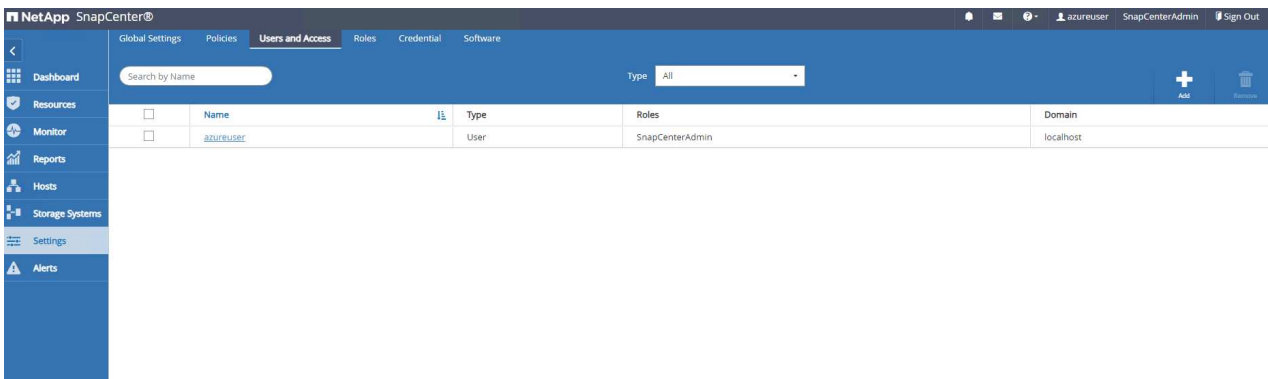 NetApp SnapCenter® azureuser SnapCenterAdmin Sign Out
Global Settings Policies Users and Access Roles Credential Software
Dashboard
Resources
Monitor
Reports
Hosts
Storage Systems
Settings
Alerts
Search by Name
Type All
Add Remove
Name Type Roles Domain
azureuser User SnapCenterAdmin localhost